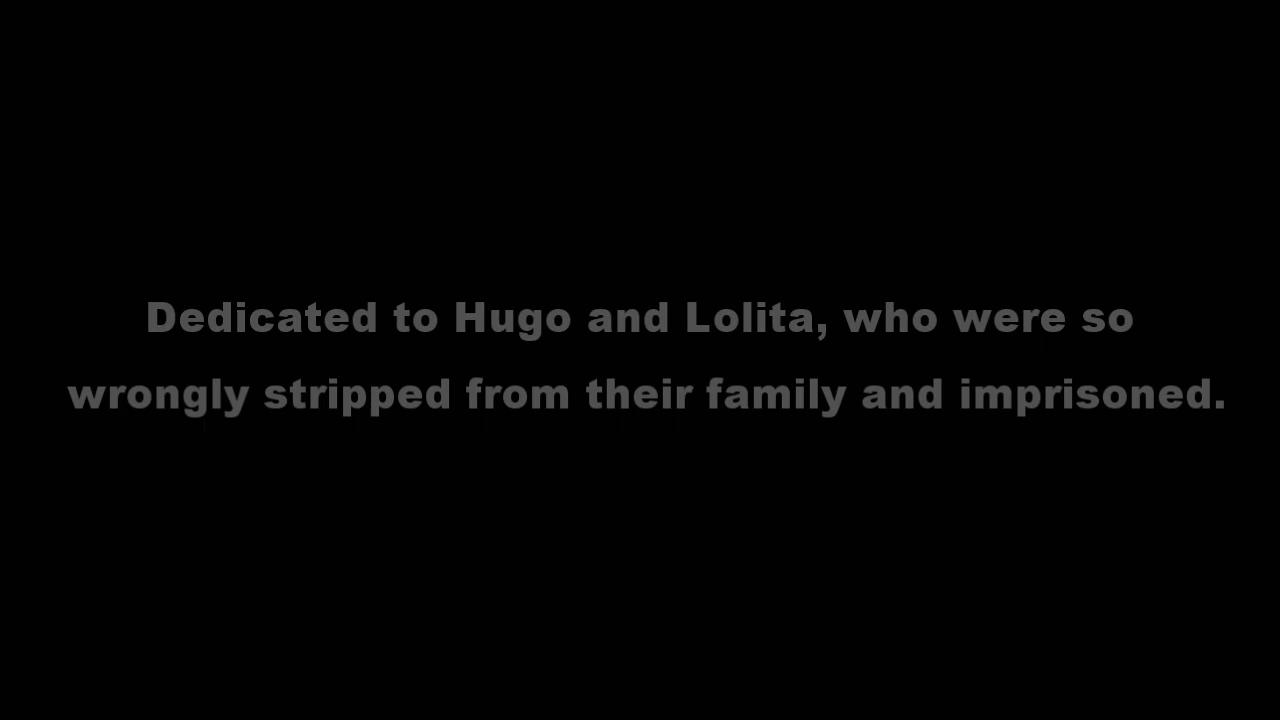 Dedicated to Hugo and Lolita, who were so
wrongly stripped from their family and imprisoned.